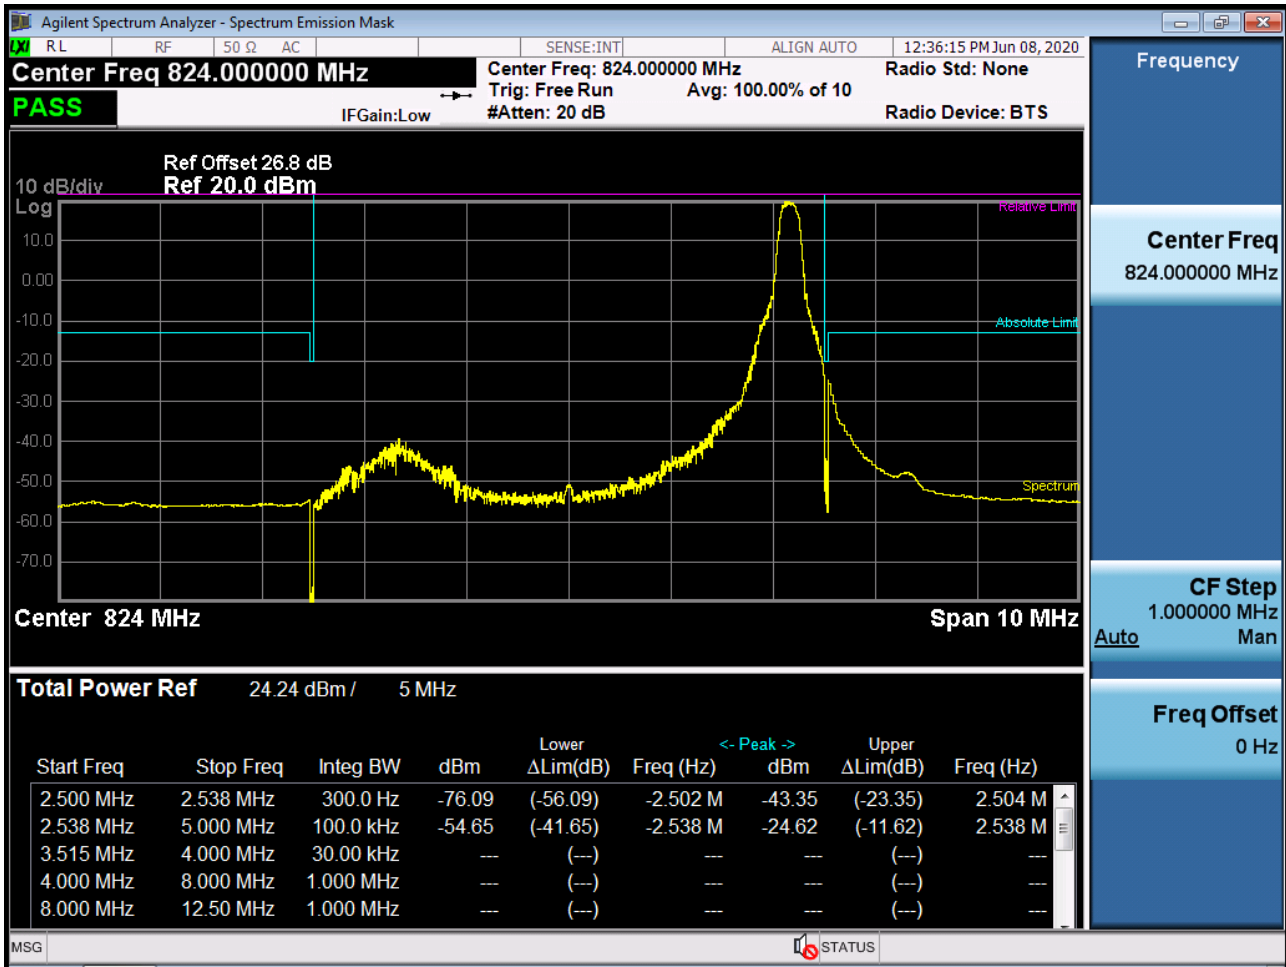 Agilent Spectrum Analyzer - Spectrum Emission Mask
LXI RL RF 50 Ω AC SENSE:INT ALIGN AUTO 12:36:15 PM Jun 08, 2020
Center Freq 824.000000 MHz
Center Freq: 824.000000 MHz Radio Std: None
Trig: Free Run Avg: 100.00% of 10
PASS
IFGain:Low #Atten: 20 dB Radio Device: BTS
Frequency
Ref Offset 26.8 dB
10 dB/div Ref 20.0 dBm
Log
Relative Limit
10.0
0.00
-10.0
Absolute Limit
-20.0
-30.0
-40.0
-50.0
Spectrum
-60.0
-70.0
Center 824 MHz Span 10 MHz
Center Freq
824.000000 MHz
CF Step
1.000000 MHz
Auto Man
Freq Offset
0 Hz
Total Power Ref 24.24 dBm / 5 MHz
Lower <- Peak -> Upper
Start Freq Stop Freq Integ BW dBm ΔLim(dB) Freq (Hz) dBm ΔLim(dB) Freq (Hz)
2.500 MHz 2.538 MHz 300.0 Hz -76.09 (-56.09) -2.502 M -43.35 (-23.35) 2.504 M
2.538 MHz 5.000 MHz 100.0 kHz -54.65 (-41.65) -2.538 M -24.62 (-11.62) 2.538 M
3.515 MHz 4.000 MHz 30.00 kHz --- (---) --- --- (---) ---
4.000 MHz 8.000 MHz 1.000 MHz --- (---) --- --- (---) ---
8.000 MHz 12.50 MHz 1.000 MHz --- (---) --- --- (---) ---
MSG STATUS